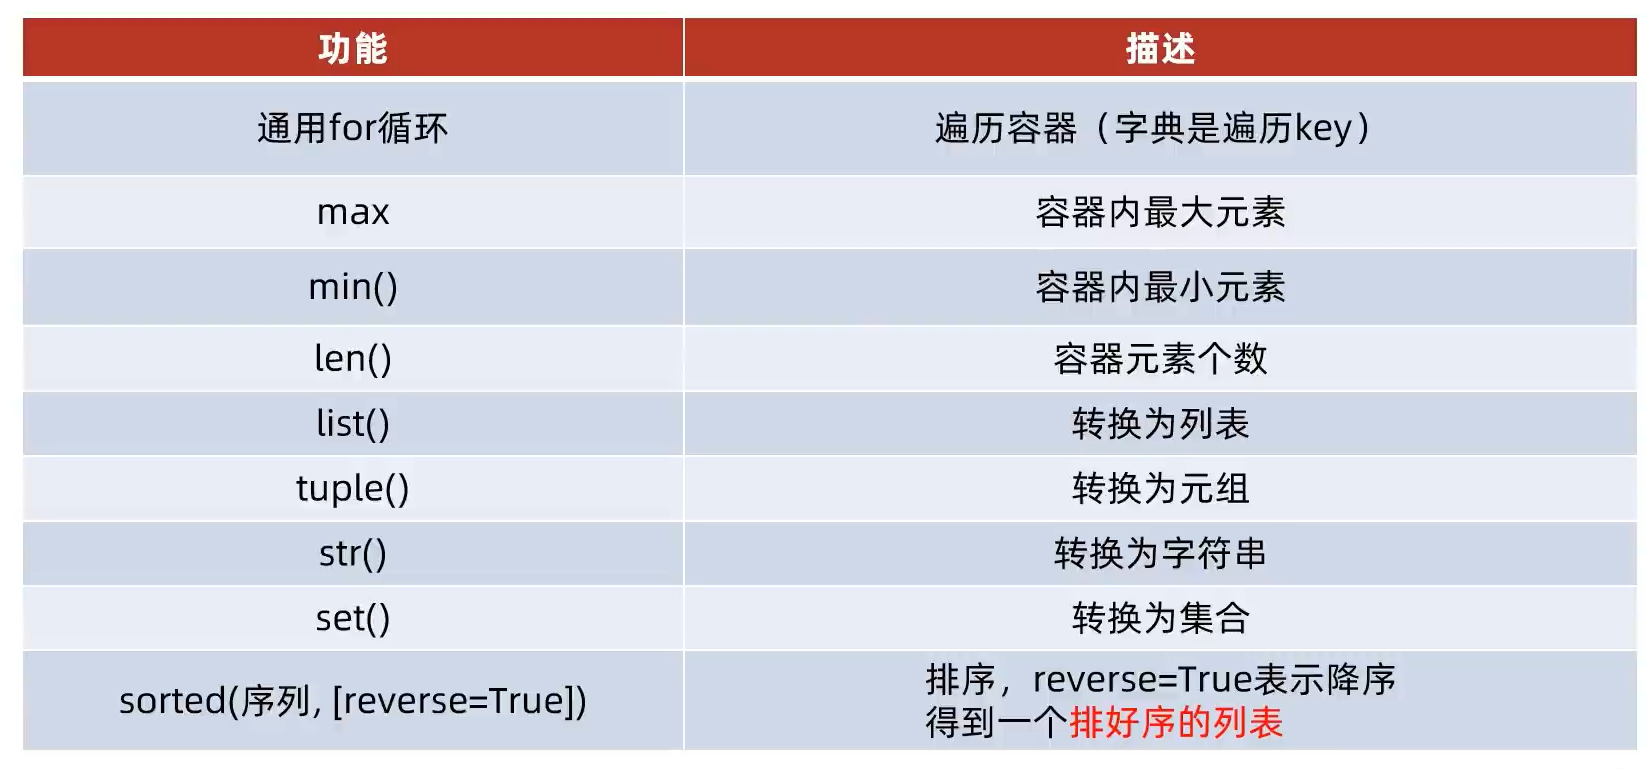 功能
描述
通用for循环
遍历容器（字典是遍历key）
max
容器内最大元素
min()
容器内最小元素
len()
容器元素个数
list()
转换为列表
tuple()
转换为元组
str()
转换为字符串
set()
转换为集合
sorted(序列, [reverse=True])
排序，reverse=True表示降序
得到一个排好序的列表